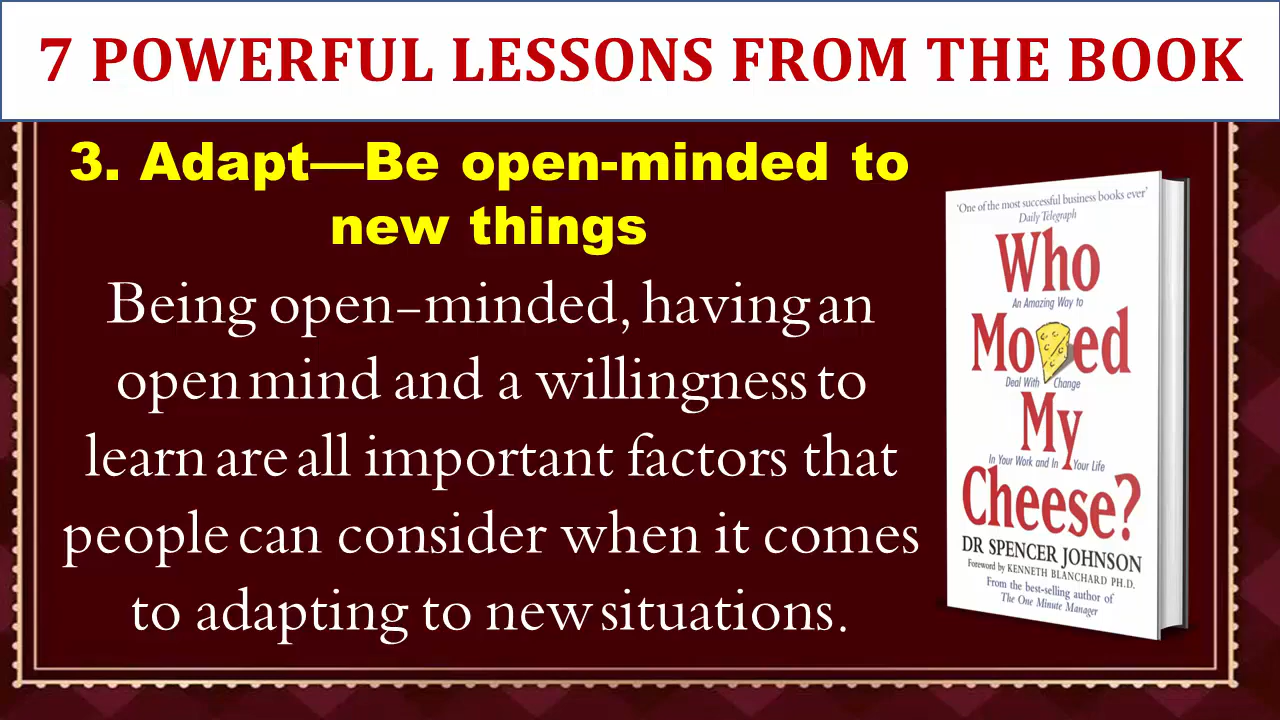 7 POWERFUL LESSONS FROM THE BOOK
3. Adapt—Be open-minded to
new things
Being open-minded, having an
open mind and a willingness to
learn are all important factors that
people can consider when it comes
to adapting to new situations.
‘One of the most successful business books ever’
Daily Telegraph
Who
An Amazing Way to
Moved
Deal With Change
My
In Your Work and In Your Life
Cheese?
DR SPENCER JOHNSON
Foreword by KENNETH BLANCHARD PH.D.
From the best-selling author of
The One Minute Manager